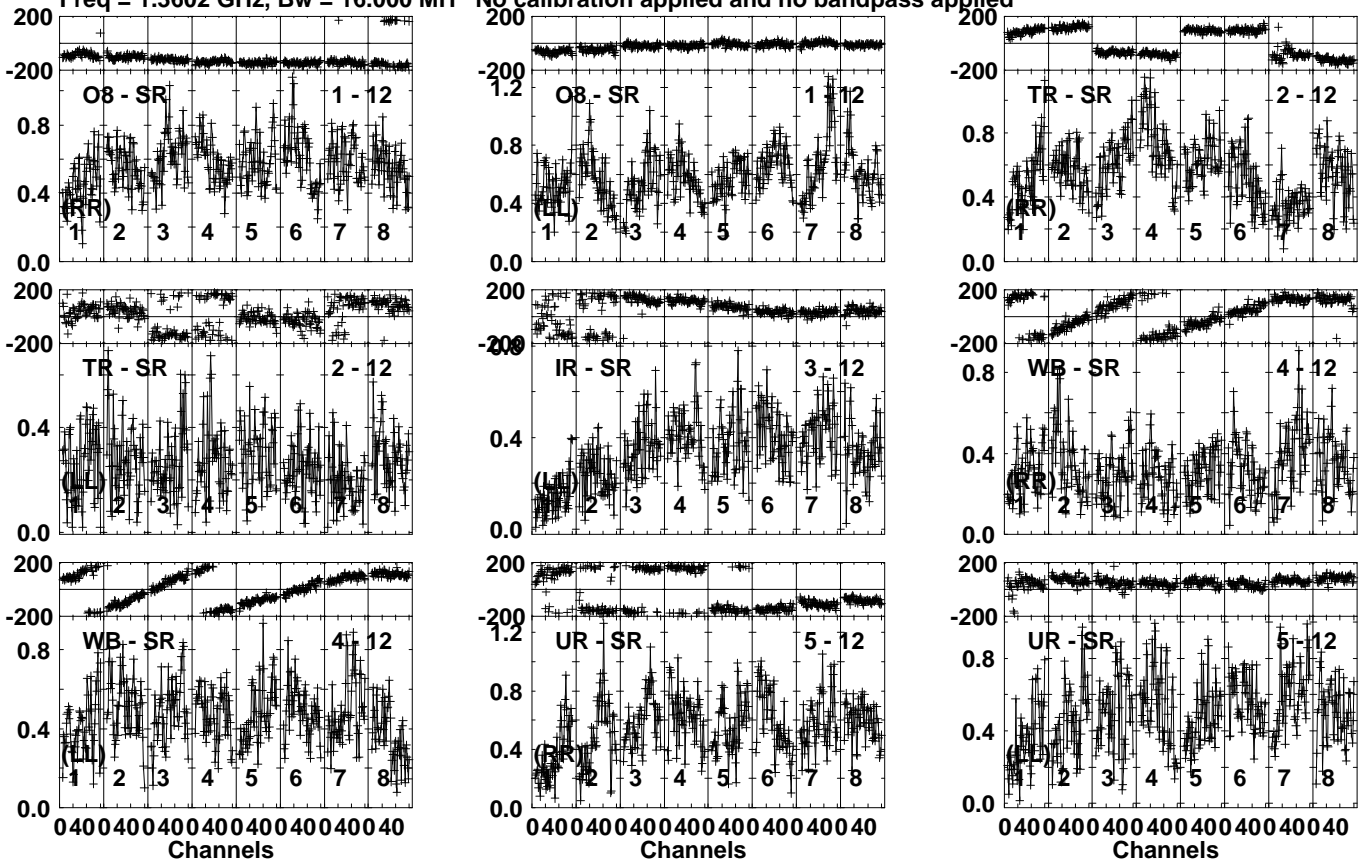 Freq = 1.3602 GHz, Bw = 16.000 MH No calibration applied and no bandpass applied
200 200 200
-200 -200 -200
O8 - SR 1 - 12 O8 - SR 1 - 12 TR - SR 2 - 12
1.2
0.8 0.8 0.8
0.4 0.4 0.4
(RR) (LL) (RR)
1 2 3 4 5 6 7 8 1 2 3 4 5 6 7 8 1 2 3 4 5 6 7 8
0.0 0.0 0.0
200 200 200
-200 -200 -200
0.8
TR - SR 2 - 12 IR - SR 3 - 12 WB - SR 4 - 12
0.8
0.4 0.4 0.4
(LL) (LL) (RR)
1 2 3 4 5 6 7 8 1 2 3 4 5 6 7 8 1 2 3 4 5 6 7 8
0.0 0.0 0.0
200 200 200
-200 -200 -200
1.2
WB - SR 4 - 12 UR - SR 5 - 12 UR - SR 5 - 12
0.8 0.8 0.8
0.4 0.4 0.4
(LL) (RR) (LL)
1 2 3 4 5 6 7 8 1 2 3 4 5 6 7 8 1 2 3 4 5 6 7 8
0.0 0.0 0.0
0 40 0 40 0 40 0 40 0 40 0 40 0 40 0 40 0 40 0 40 0 40 0 40 0 40 0 40 0 40 0 40 0 40 0 40 0 40 0 40 0 40 0 40 0 40 0 40
Channels Channels Channels